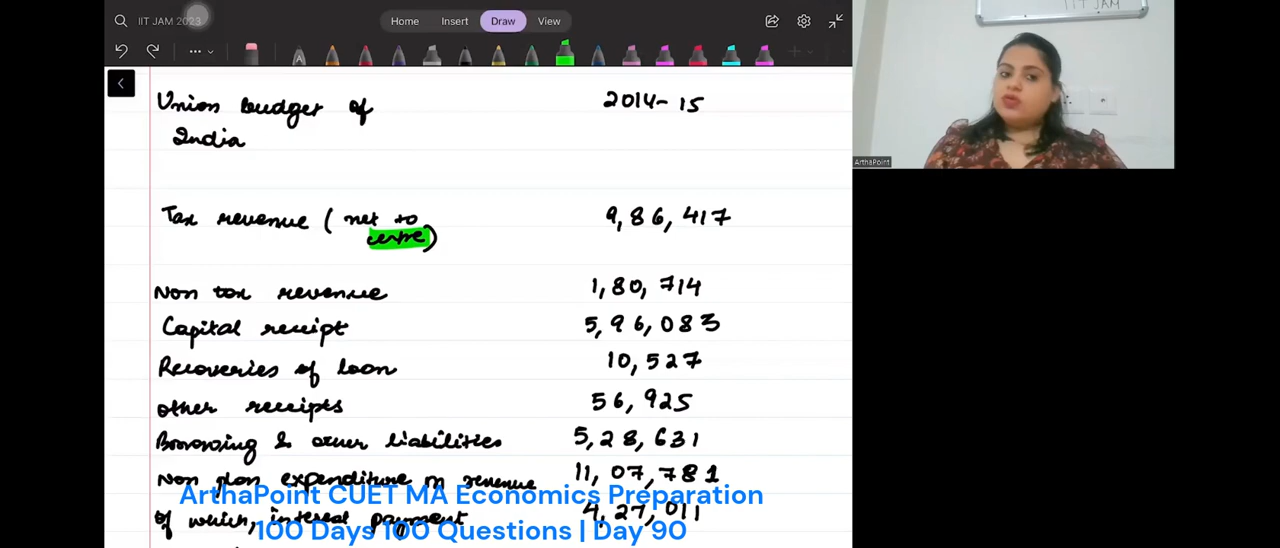 IIT JAM 2023
Home Insert Draw View
IIT JAM
Union budget of 2014-15
India
ArthaPoint
Tax revenue ( net to 9,86,417
centre)
Non tax revenue 1,80,714
Capital receipt 5,96,083
Recoveries of loan 10,527
other receipts 56,925
Borrowing & other liabilities 5,28,631
Non plan expenditure on revenue 11,07,781
ArthaPoint CUET MA Economics Preparation
of which, interest payment 4,27,011
100 Days 100 Questions | Day 90